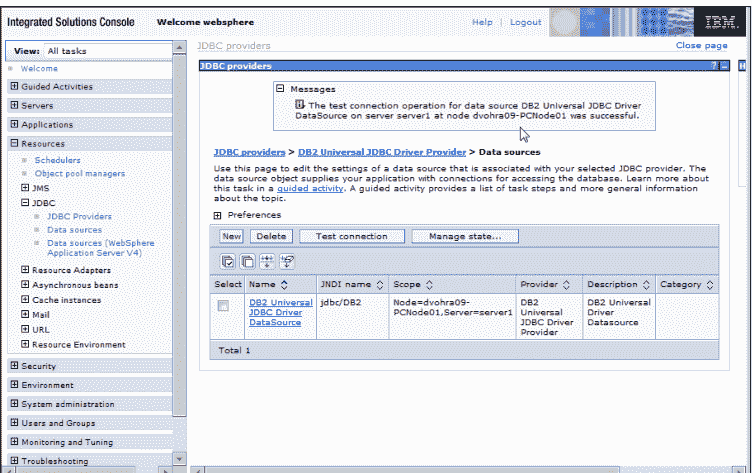 Integrated Solutions Console Welcome websphere Help | Logout IBM.
View: All tasks
Welcome
Guided Activities
Servers
Applications
Resources
Schedulers
Object pool managers
JMS
JDBC
JDBC Providers
Data sources
Data sources (WebSphere
Application Server V4)
Resource Adapters
Asynchronous beans
Cache instances
Mail
URL
Resource Environment
Security
Environment
System administration
Users and Groups
Monitoring and Tuning
Troubleshooting
JDBC providers Close page
JDBC providers ? H
Messages
The test connection operation for data source DB2 Universal JDBC Driver
DataSource on server server1 at node dvohra09-PCNode01 was successful.
JDBC providers > DB2 Universal JDBC Driver Provider > Data sources
Use this page to edit the settings of a data source that is associated with your selected JDBC provider. The
data source object supplies your application with connections for accessing the database. Learn more about
this task in a guided activity. A guided activity provides a list of task steps and more general information
about the topic.
Preferences
New Delete Test connection Manage state...
Select Name JNDI name Scope Provider Description Category
DB2 Universal jdbc/DB2 Node=dvohra09- DB2 DB2 Universal
JDBC Driver PCNode01,Server=server1 Universal Driver
DataSource JDBC Driver Datasource
Provider
Total 1